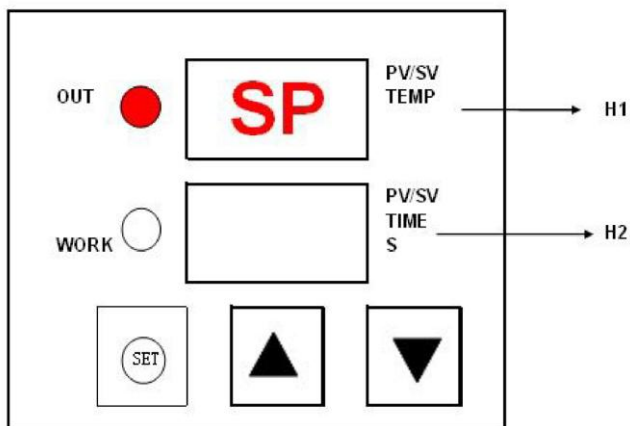 OUT
SP
PV/SV
TEMP
H1
WORK
PV/SV
TIME
S
H2
SET